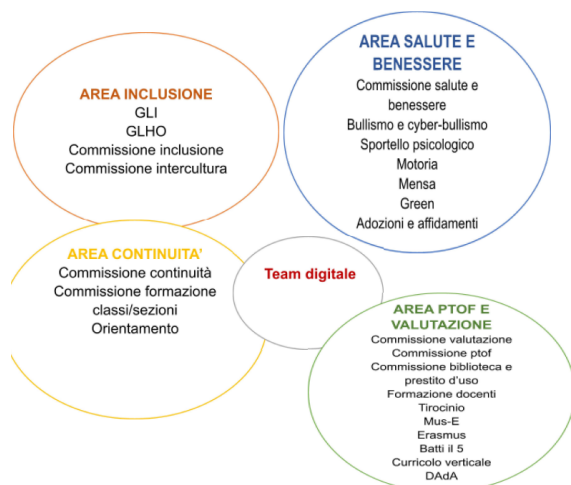 AREA INCLUSIONE
GLI
GLHO
Commissione inclusione
Commissione intercultura
AREA SALUTE E
BENESSERE
Commissione salute e
benessere
Bullismo e cyber-bullismo
Sportello psicologico
Motoria
Mensa
Green
Adozioni e affidamenti
AREA CONTINUITA'
Commissione continuità
Commissione formazione
classi/sezioni
Orientamento
Team digitale
AREA PTOF E
VALUTAZIONE
Commissione valutazione
Commissione ptof
Commissione biblioteca e
prestito d'uso
Formazione docenti
Tirocinio
Mus-E
Erasmus
Batti il 5
Curricolo verticale
DAdA